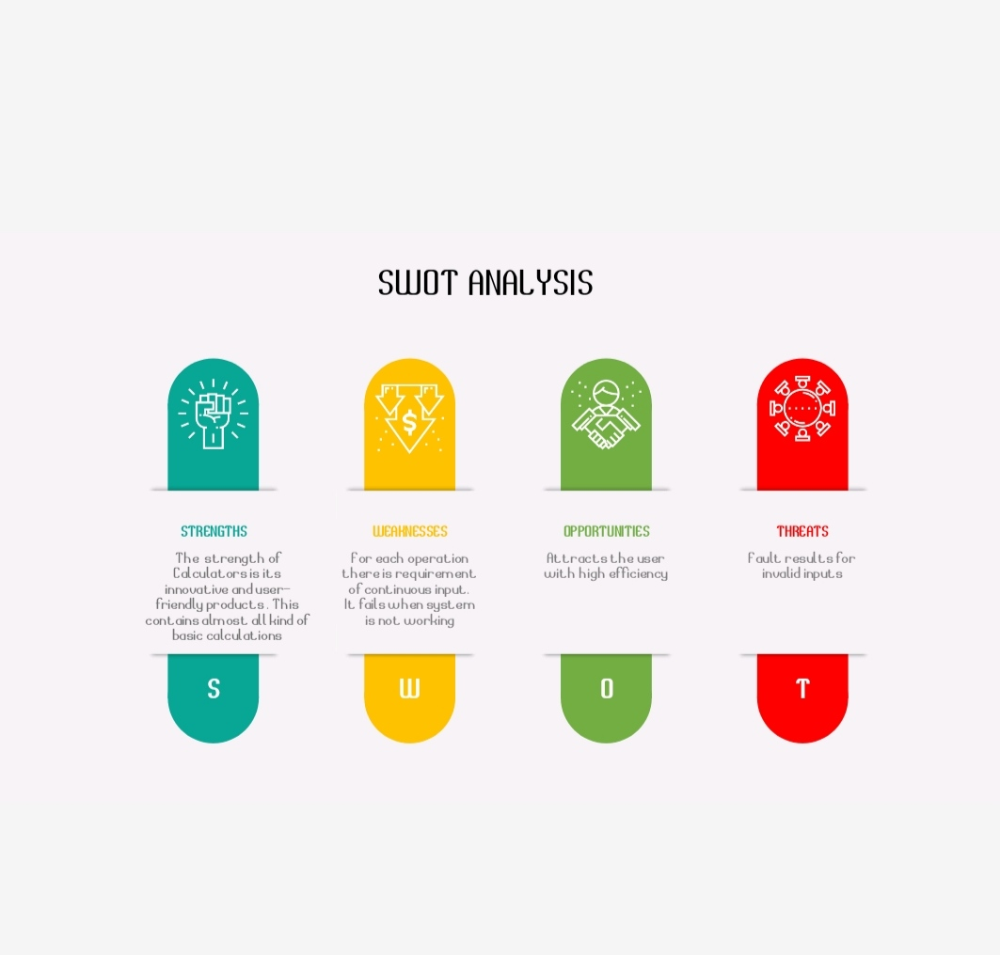 SWOT ANALYSIS
STRENGTHS
The strength of
Calculators is its
innovative and user-
friendly products. This
contains almost all kind of
basic calculations
WEAKNESSES
For each operation
there is requirement
of continuous input.
It fails when system
is not working
OPPORTUNITIES
Attracts the user
with high efficiency
THREATS
Fault results for
invalid inputs
$
S
W
O
T